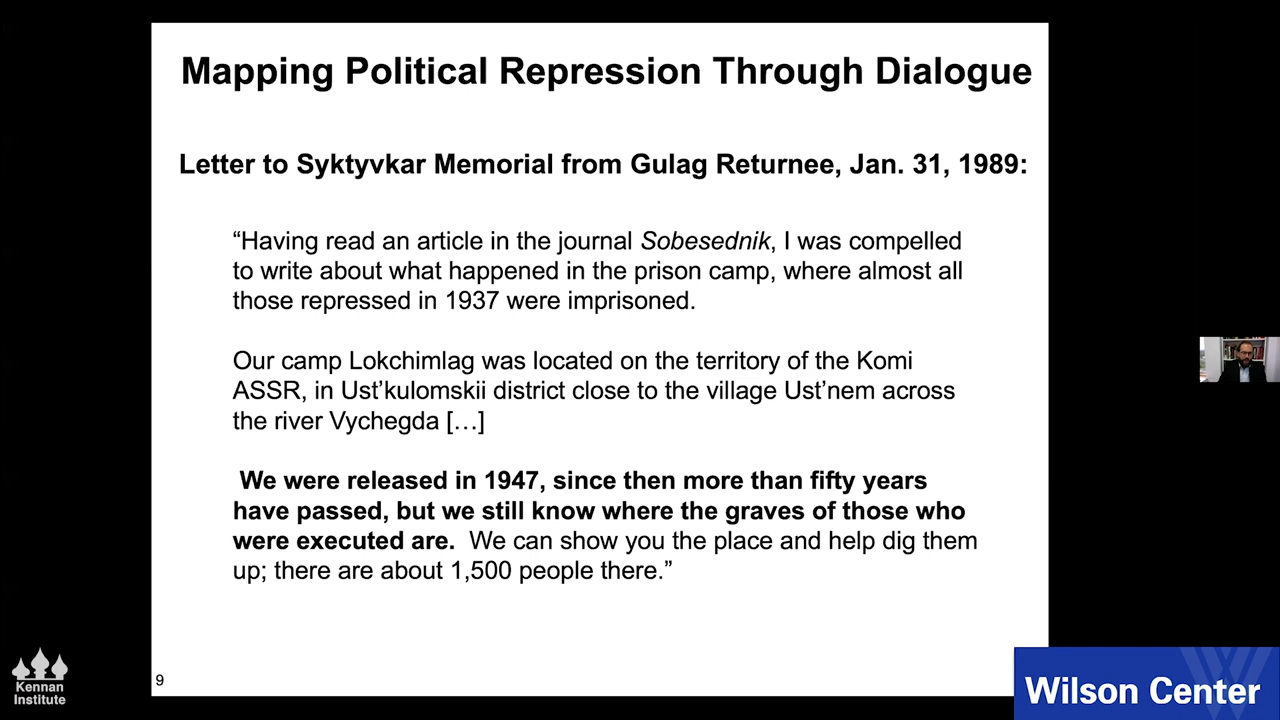 Mapping Political Repression Through Dialogue
Letter to Syktyvkar Memorial from Gulag Returnee, Jan. 31, 1989:
“Having read an article in the journal Sobesednik, I was compelled
to write about what happened in the prison camp, where almost all
those repressed in 1937 were imprisoned.
Our camp Lokchimlag was located on the territory of the Komi
ASSR, in Ust’kulomskii district close to the village Ust’nem across
the river Vychegda […]
We were released in 1947, since then more than fifty years
have passed, but we still know where the graves of those who
were executed are. We can show you the place and help dig them
up; there are about 1,500 people there.”
9
Kennan
Institute
Wilson Center